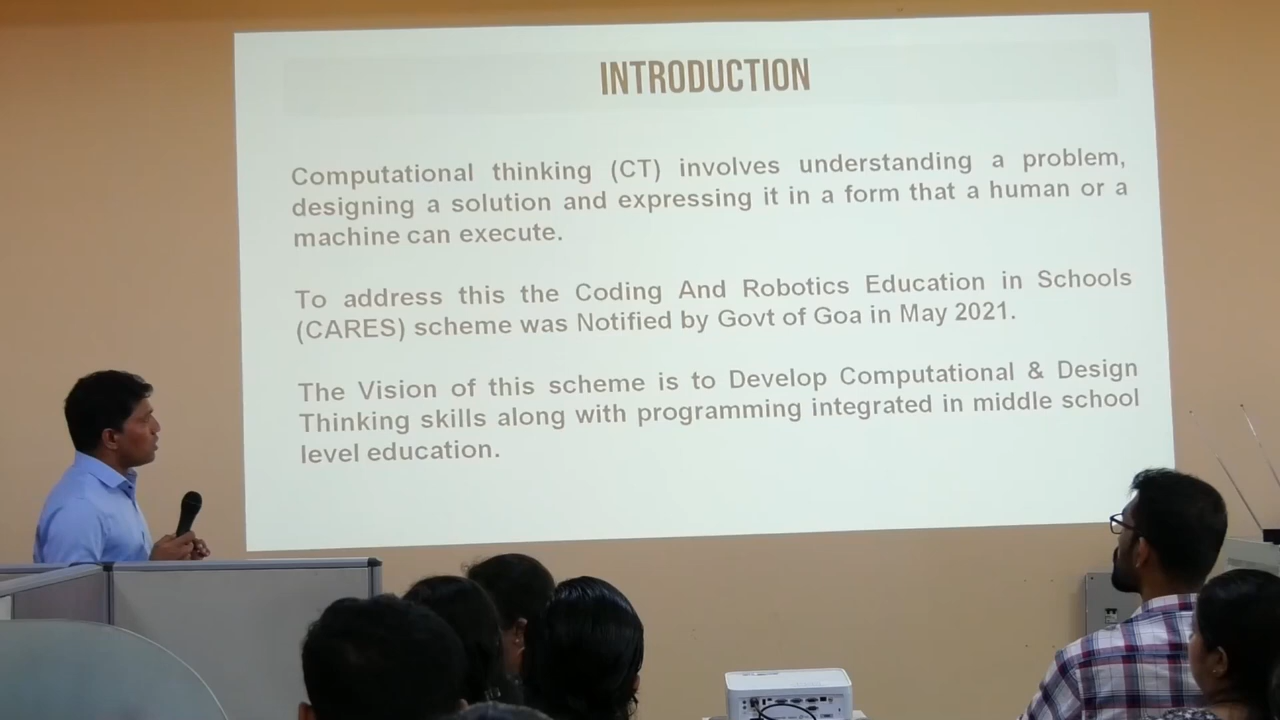 INTRODUCTION
Computational thinking (CT) involves understanding a problem,
designing a solution and expressing it in a form that a human or a
machine can execute.
To address this the Coding And Robotics Education in Schools
(CARES) scheme was Notified by Govt of Goa in May 2021.
The Vision of this scheme is to Develop Computational & Design
Thinking skills along with programming integrated in middle school
level education.